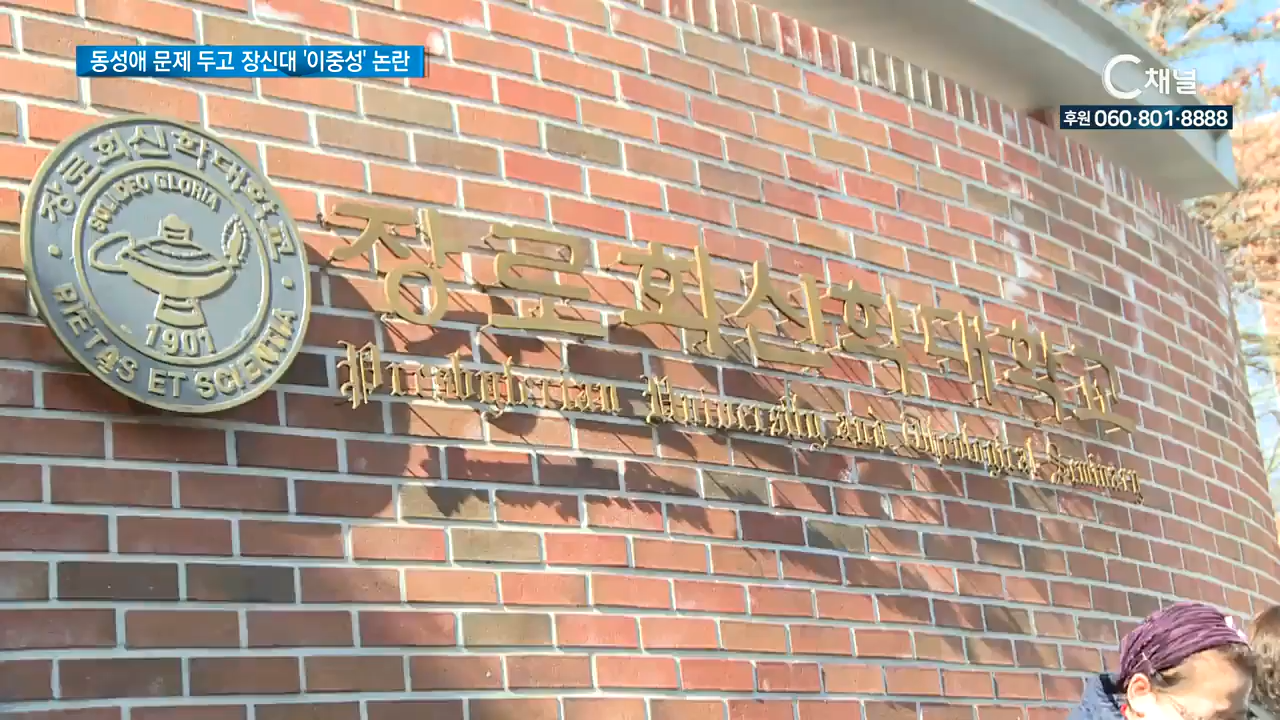 동성애 문제 두고 장신대 '이중성' 논란
C채널
후원 060·801·8888
장로회신학대학교
SOLI DEO GLORIA
1901
PIETAS ET SCIENTIA
장로회신학대학교
Presbyterian University and Theological Seminary